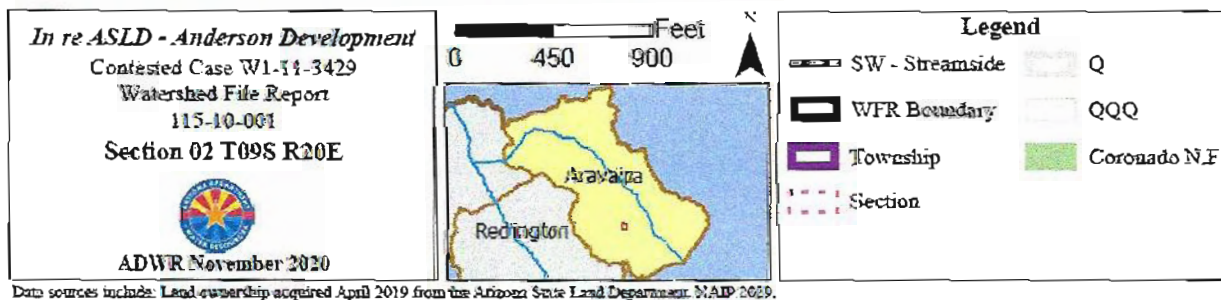 In re ASLD - Anderson Development
Contested Case W1-11-3429
Watershed File Report
115-10-001
Section 02 T09S R20E
ADWR November 2020
Feet
0 450 900
N
Aravaipa
Redington
Legend
SW - Streamside
Q
WFR Boundary
QQQ
Township
Coronado N.F
Section
Data sources include: Land ownership acquired April 2019 from the Arizona State Land Department. NAIP 2019.